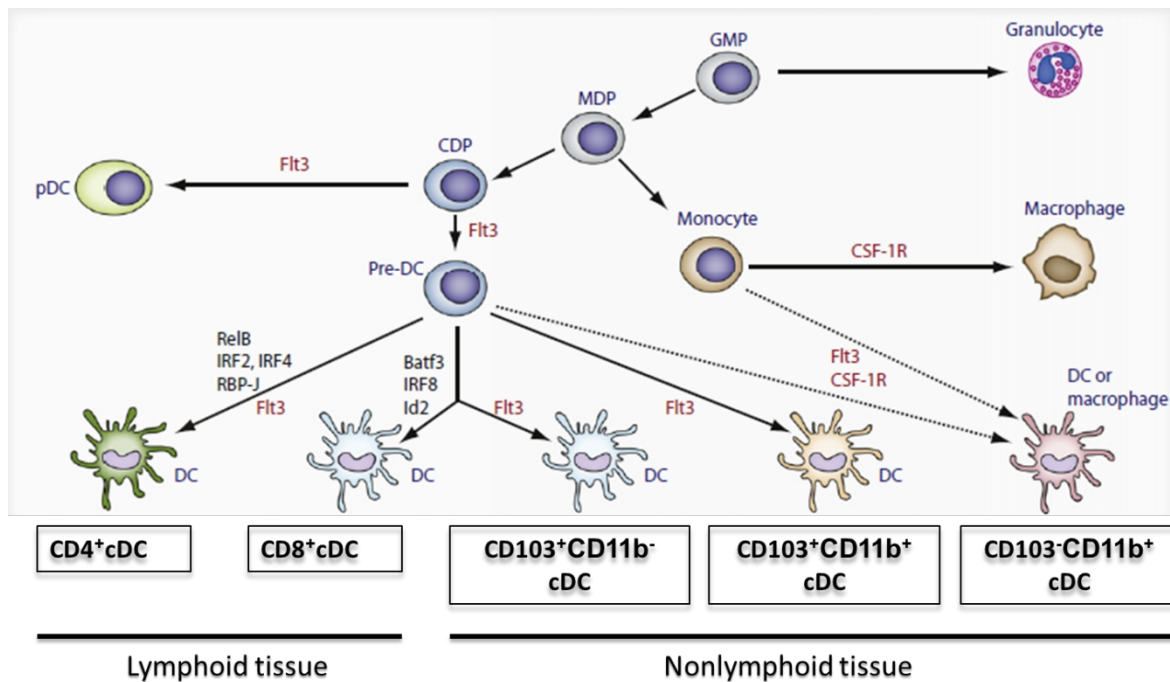 GMP
Granulocyte
MDP
CDP
Flt3
pDC
Monocyte
Macrophage
Flt3
CSF-1R
Pre-DC
RelB
IRF2, IRF4
RBP-J
Flt3
Batf3
IRF8
Id2
Flt3
Flt3
Flt3
CSF-1R
DC or
macrophage
DC
DC
DC
DC
CD4⁺cDC
CD8⁺cDC
CD103⁺CD11b⁻
cDC
CD103⁺CD11b⁺
cDC
CD103⁻CD11b⁺
cDC
Lymphoid tissue
Nonlymphoid tissue